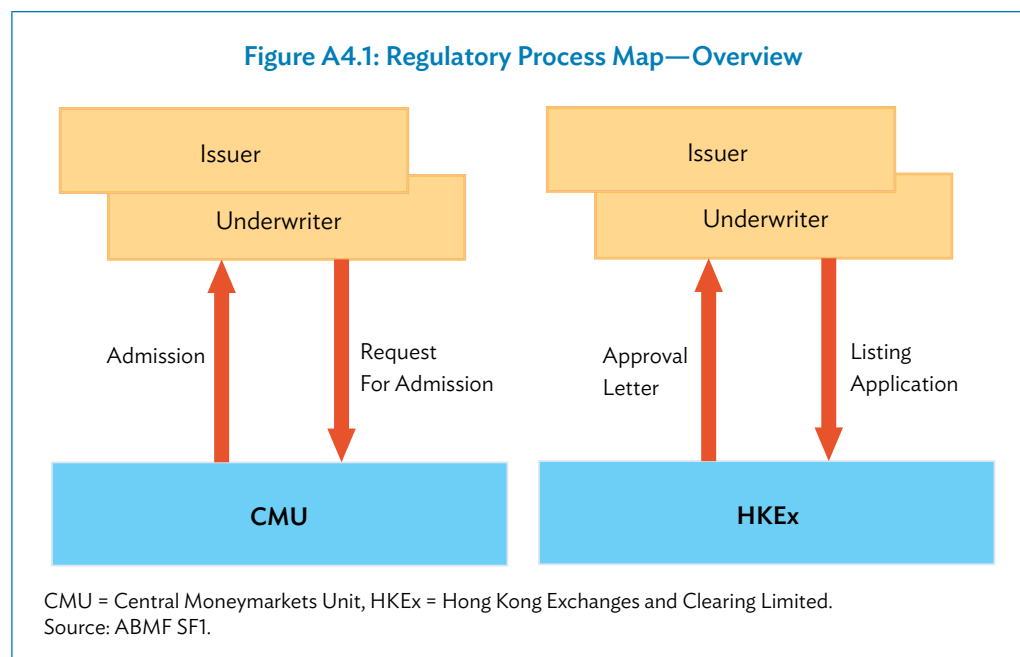 Figure A4.1: Regulatory Process Map—Overview
Issuer
Underwriter
Admission
Request
For Admission
CMU
Issuer
Underwriter
Approval
Letter
Listing
Application
HKEx
CMU = Central Moneymarkets Unit, HKEx = Hong Kong Exchanges and Clearing Limited.
Source: ABMF SF1.